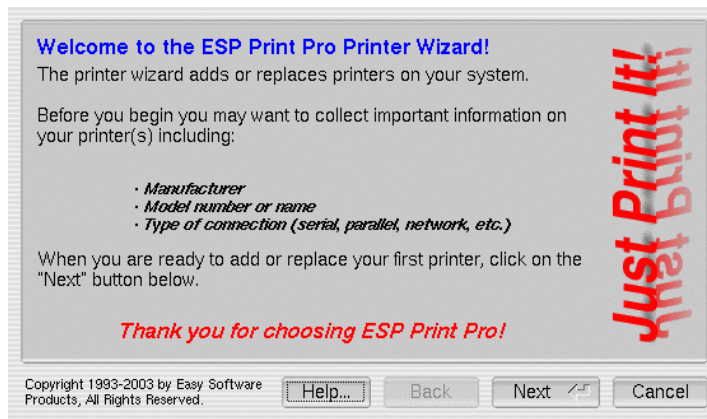 Welcome to the ESP Print Pro Printer Wizard!
The printer wizard adds or replaces printers on your system.
Before you begin you may want to collect important information on
your printer(s) including:
· Manufacturer
· Model number or name
· Type of connection (serial, parallel, network, etc.)
When you are ready to add or replace your first printer, click on the
"Next" button below.
Thank you for choosing ESP Print Pro!
Just Print It!
Copyright 1993-2003 by Easy Software
Products, All Rights Reserved.
Help...
Back
Next
Cancel